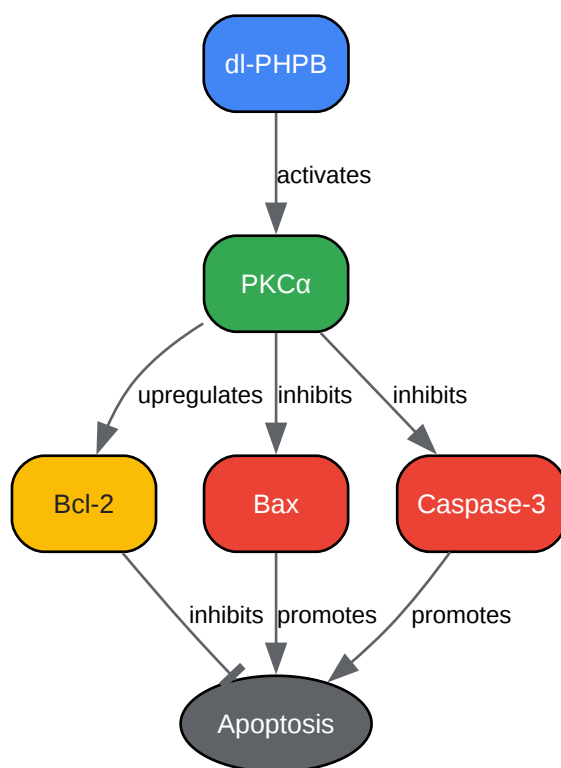 dl-PHPB
activates
PKCα
upregulates
inhibits
inhibits
Bcl-2
Bax
Caspase-3
inhibits
promotes
promotes
Apoptosis